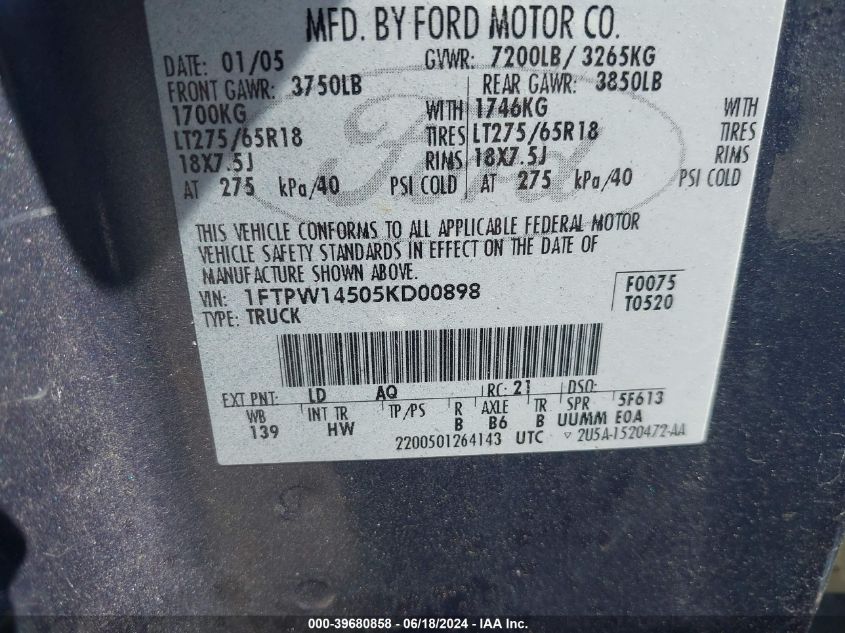 MFD. BY FORD MOTOR CO.
DATE: 01/05 GVWR: 7200LB/ 3265KG
FRONT GAWR: 3750LB REAR GAWR: 3850LB
1700KG WITH 1746KG WITH
LT275/65R18 TIRES LT275/65R18 TIRES
18X7.5J RIMS 18X7.5J RIMS
AT 275 kPa/40 PSI COLD AT 275 kPa/40 PSI COLD
Ford
THIS VEHICLE CONFORMS TO ALL APPLICABLE FEDERAL MOTOR
VEHICLE SAFETY STANDARDS IN EFFECT ON THE DATE OF
MANUFACTURE SHOWN ABOVE.
VIN: 1FTPW14505KD00898 F0075
TYPE: TRUCK T0520
EXT PNT: LD AQ RC: 21 DSO:
WB INT TR TP/PS R AXLE TR SPR 5F613
139 HW B B6 B UUMM E0A
2200501264143 UTC ▽ 2U5A-1520472-AA
000-39680858 - 06/18/2024 - IAA Inc.